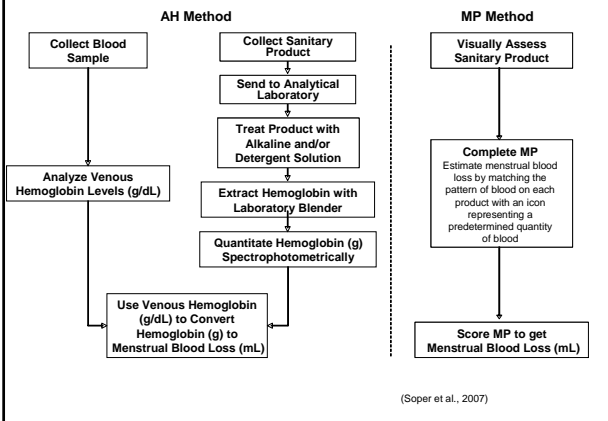 AH Method
MP Method
Collect Blood
Sample
Analyze Venous
Hemoglobin Levels (g/dL)
Collect Sanitary
Product
Send to Analytical
Laboratory
Treat Product with
Alkaline and/or
Detergent Solution
Extract Hemoglobin with
Laboratory Blender
Quantitate Hemoglobin (g)
Spectrophotometrically
Use Venous Hemoglobin
(g/dL) to Convert
Hemoglobin (g) to
Menstrual Blood Loss (mL)
Visually Assess
Sanitary Product
Complete MP
Estimate menstrual blood
loss by matching the
pattern of blood on each
product with an icon
representing a
predetermined quantity
of blood
Score MP to get
Menstrual Blood Loss (mL)
(Soper et al., 2007)